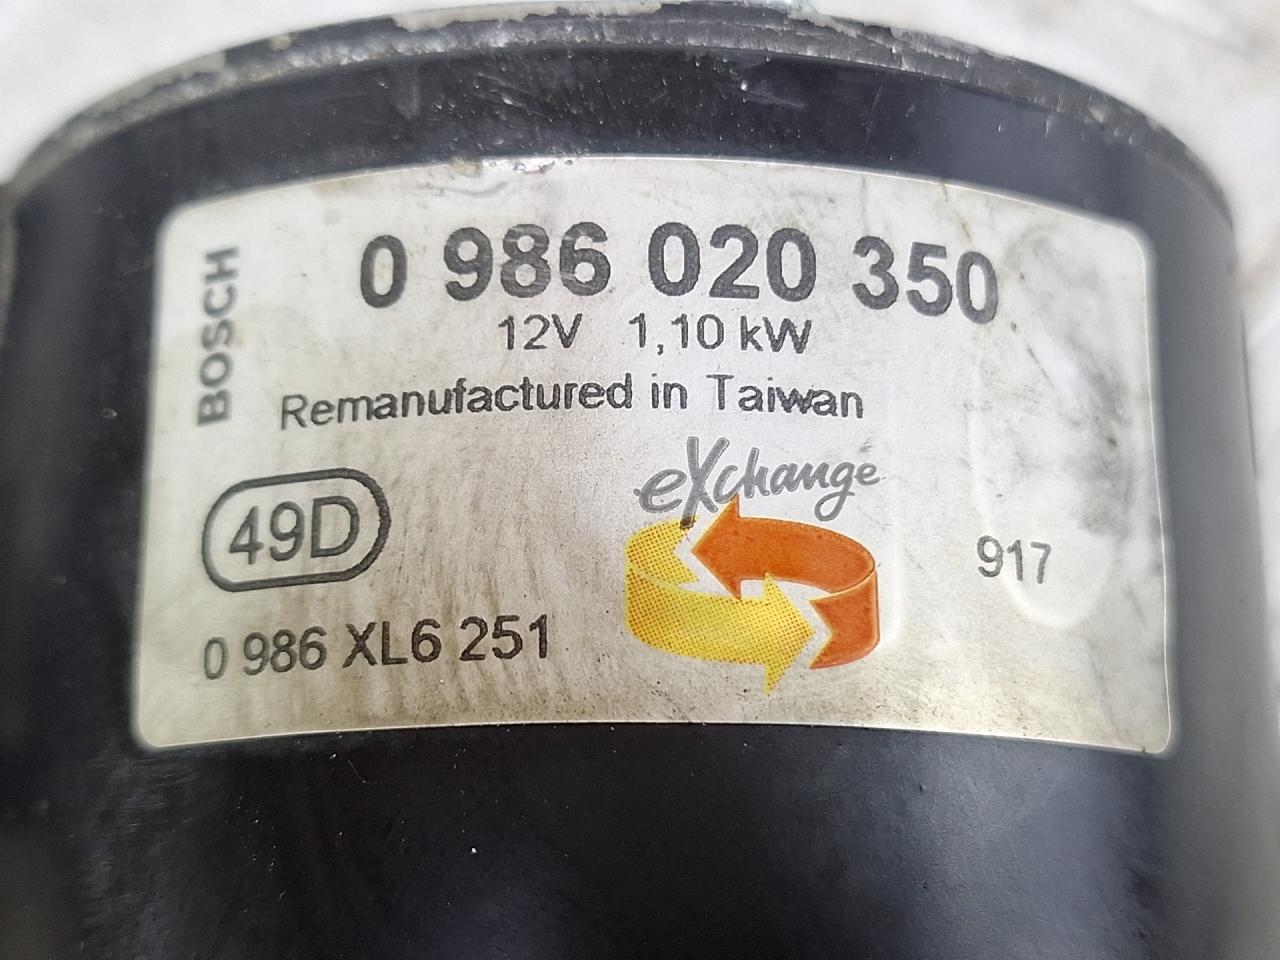 BOSCH
0 986 020 350
12V 1,10 kW
Remanufactured in Taiwan
eXchange
49D
917
0 986 XL6 251